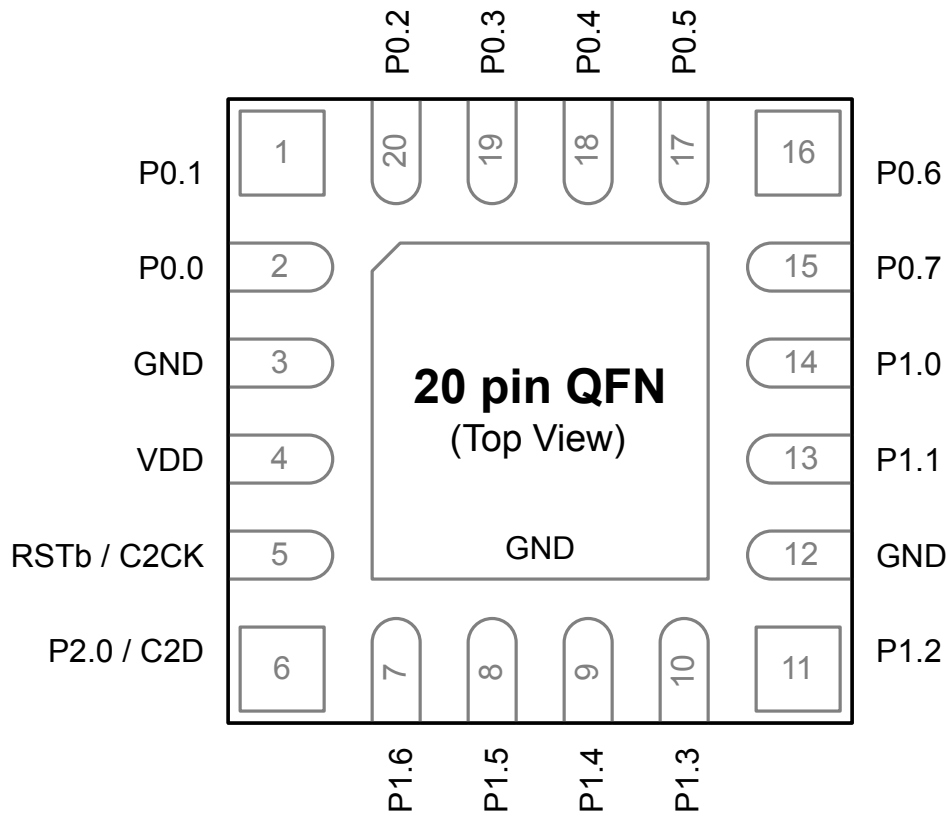 P0.2
P0.3
P0.4
P0.5
1
20
19
18
17
16
P0.1
P0.6
P0.0
2
15
P0.7
GND
3
14
P1.0
20 pin QFN
(Top View)
VDD
4
13
P1.1
RSTb / C2CK
5
GND
12
GND
P2.0 / C2D
6
7
8
9
10
11
P1.2
P1.6
P1.5
P1.4
P1.3